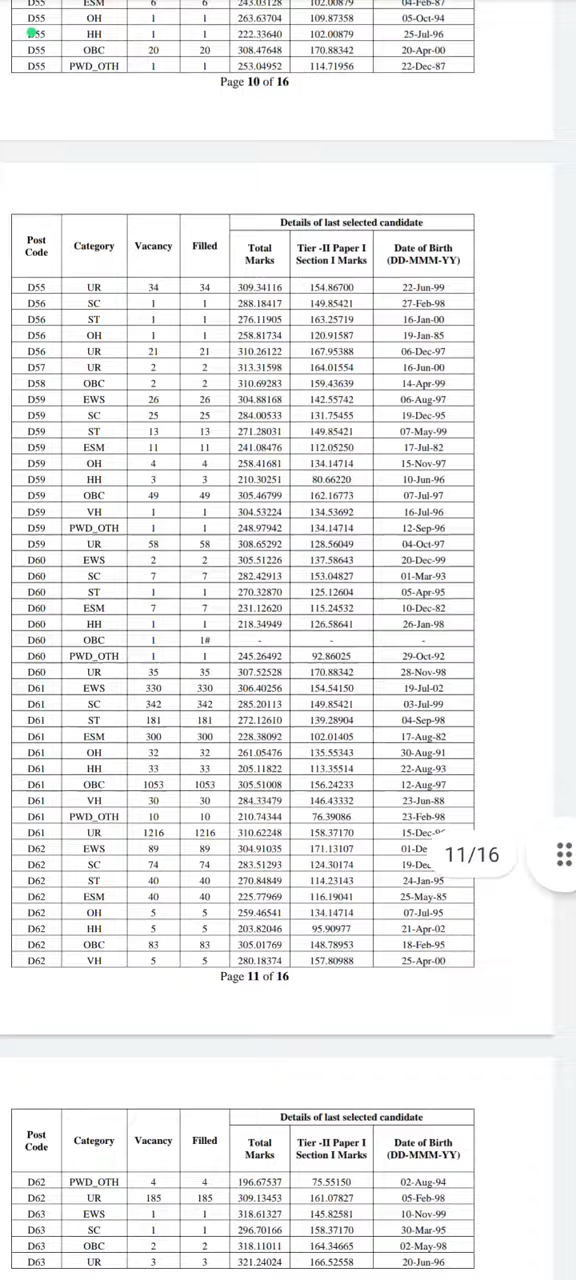 D55 ESM 6 6 243.03128 102.00879 04-Feb-87
D55 OH 1 1 263.63704 109.87358 05-Oct-94
HH 1 1 222.33640 102.00879 25-Jul-96
D55 OBC 20 20 308.47648 170.88342 20-Apr-00
D55 PWD_OTH 1 1 253.04952 114.71956 22-Dec-87
Page 10 of 16
Details of last selected candidate
Post Code Category Vacancy Filled Total Marks Tier -II Paper I Section I Marks Date of Birth (DD-MMM-YY)
D55 UR 34 34 309.34116 154.86700 22-Jun-99
D56 SC 1 1 288.18417 149.85421 27-Feb-98
D56 ST 1 1 276.11905 163.25719 16-Jan-00
D56 OH 1 1 258.81734 120.91587 19-Jan-85
D56 UR 21 21 310.26122 167.95388 06-Dec-97
D57 UR 2 2 313.31598 164.01554 16-Jun-00
D58 OBC 2 2 310.69283 159.43639 14-Apr-99
D59 EWS 26 26 304.88168 142.55742 06-Aug-97
D59 SC 25 25 284.00533 131.75455 19-Dec-95
D59 ST 13 13 271.28031 149.85421 07-May-99
D59 ESM 11 11 241.08476 112.05250 17-Jul-82
D59 OH 4 4 258.41681 134.14714 15-Nov-97
D59 HH 3 3 210.30251 80.66220 10-Jun-96
D59 OBC 49 49 305.46799 162.16773 07-Jul-97
D59 VH 1 1 304.53224 134.53692 16-Jul-96
D59 PWD_OTH 1 1 248.97942 134.14714 12-Sep-96
D59 UR 58 58 308.65292 128.56049 04-Oct-97
D60 EWS 2 2 305.51226 137.58643 20-Dec-99
D60 SC 7 7 282.42913 153.04827 01-Mar-93
D60 ST 1 1 270.32870 125.12604 05-Apr-95
D60 ESM 7 7 231.12620 115.24532 10-Dec-82
D60 HH 1 1 218.34949 126.58641 26-Jan-98
D60 OBC 1 1# - - -
D60 PWD_OTH 1 1 245.26492 92.86025 29-Oct-92
D60 UR 35 35 307.52528 170.88342 28-Nov-98
D61 EWS 330 330 306.40256 154.54150 19-Jul-02
D61 SC 342 342 285.20113 149.85421 03-Jul-99
D61 ST 181 181 272.12610 139.28904 04-Sep-98
D61 ESM 300 300 228.38092 102.01405 17-Aug-82
D61 OH 32 32 261.05476 135.55343 30-Aug-91
D61 HH 33 33 205.11822 113.35514 22-Aug-93
D61 OBC 1053 1053 305.51008 156.24233 12-Aug-97
D61 VH 30 30 284.33479 146.43332 23-Jun-88
D61 PWD_OTH 10 10 210.74344 76.39086 23-Feb-98
D61 UR 1216 1216 310.62248 158.37170 15-Dec-
D62 EWS 89 89 304.91035 171.13107 01-De
11/16
D62 SC 74 74 283.51293 124.30174 19-Dec
D62 ST 40 40 270.84849 114.23143 24-Jan-95
D62 ESM 40 40 225.77969 116.19041 25-May-85
D62 OH 5 5 259.46541 134.14714 07-Jul-95
D62 HH 5 5 203.82046 95.90977 21-Apr-02
D62 OBC 83 83 305.01769 148.78953 18-Feb-95
D62 VH 5 5 280.18374 157.80988 25-Apr-00
Page 11 of 16
Details of last selected candidate
Post Code Category Vacancy Filled Total Marks Tier -II Paper I Section I Marks Date of Birth (DD-MMM-YY)
D62 PWD_OTH 4 4 196.67537 75.55150 02-Aug-94
D62 UR 185 185 309.13453 161.07827 05-Feb-98
D63 EWS 1 1 318.61327 145.82581 10-Nov-99
D63 SC 1 1 296.70166 158.37170 30-Mar-95
D63 OBC 2 2 318.11011 164.34665 02-May-98
D63 UR 3 3 321.24024 166.52558 20-Jun-96